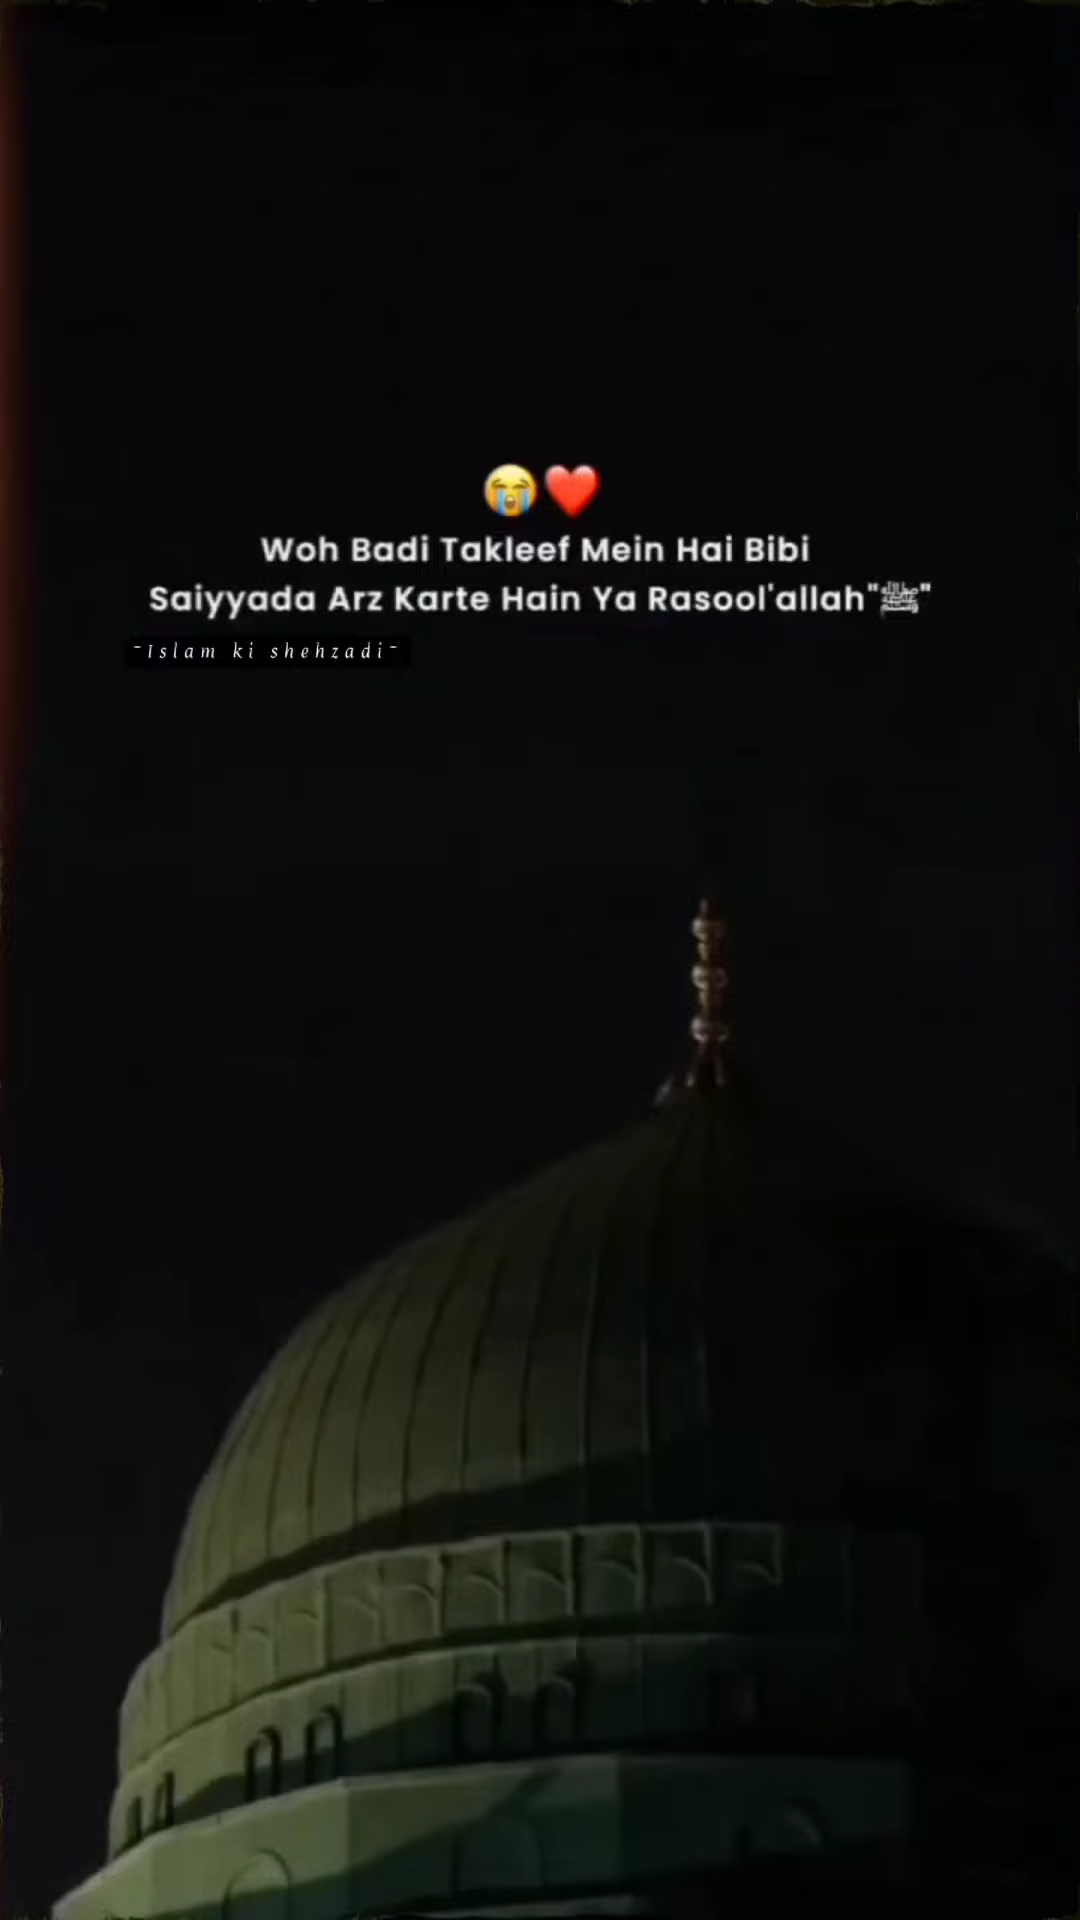 😭❤️
Woh Badi Takleef Mein Hai Bibi
Saiyyada Arz Karte Hain Ya Rasool'allah"ﷺ"
~Islam ki shehzadi~